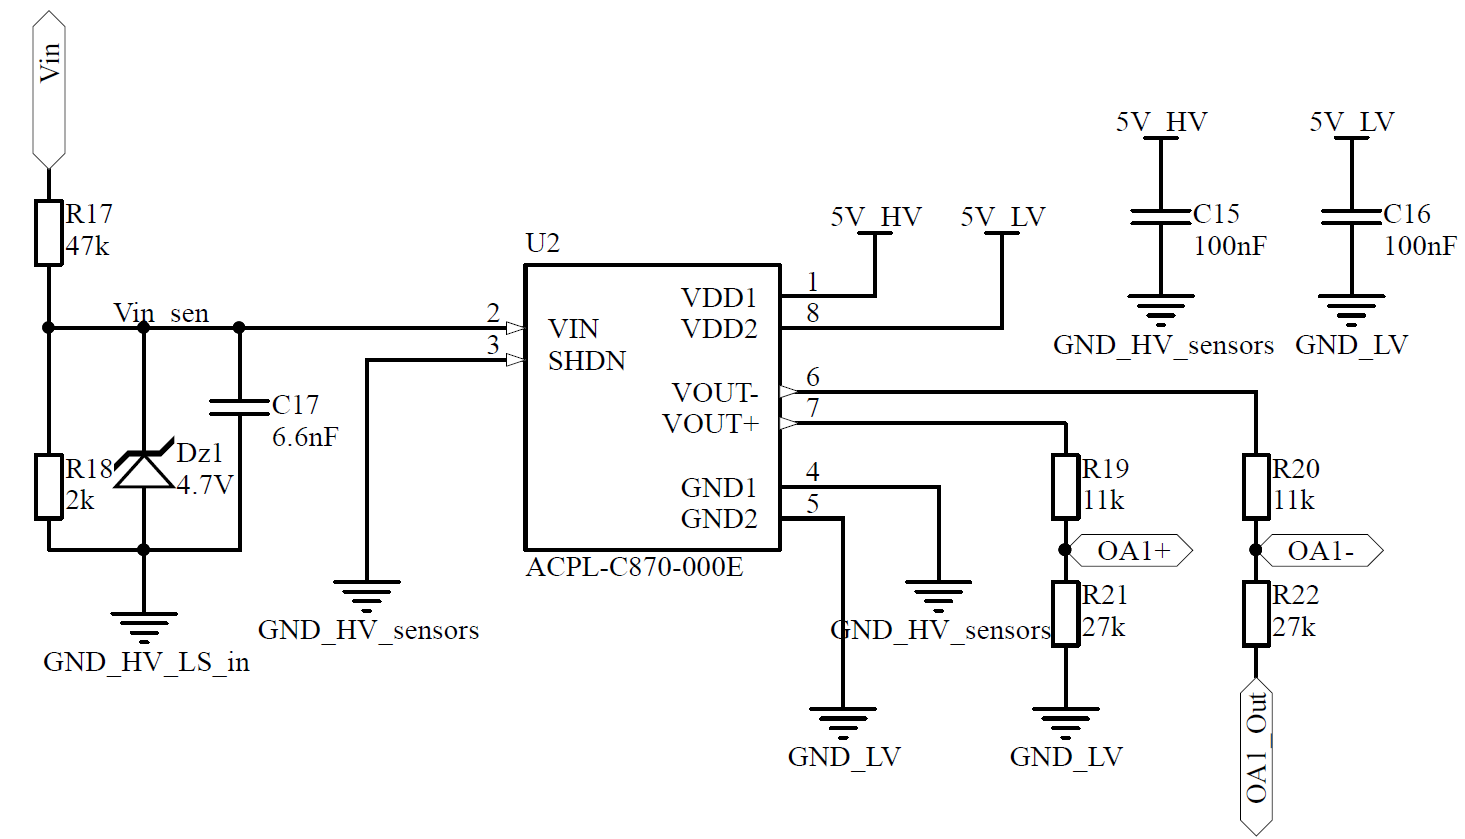 Vin
R17
47k
Vin_sen
R18
2k
Dz1
4.7V
C17
6.6nF
GND_HV_LS_in
GND_HV_sensors
U2
2
3
VIN
SHDN
VDD1
VDD2
VOUT-
VOUT+
GND1
GND2
1
8
6
7
4
5
ACPL-C870-000E
5V_HV
5V_LV
5V_HV
C15
100nF
GND_HV_sensors
5V_LV
C16
100nF
GND_LV
R19
11k
R20
11k
OA1+
OA1-
R21
27k
R22
27k
GND_HV_sensors
GND_LV
GND_LV
OA1_Out